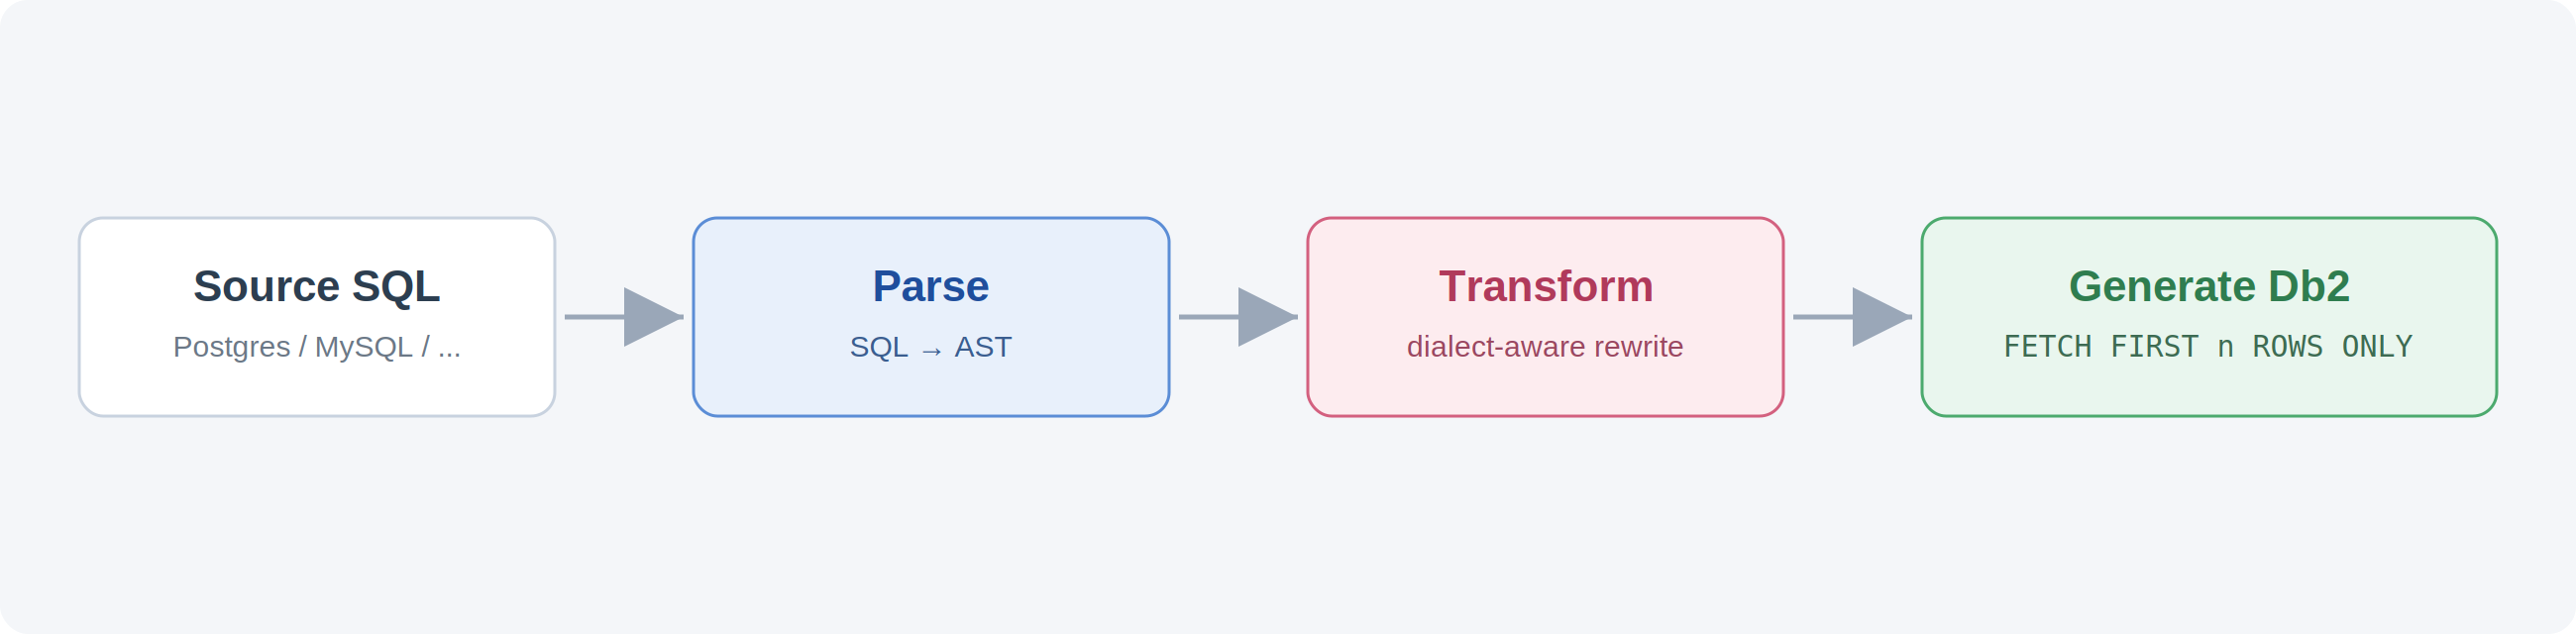 Source SQL
Postgres / MySQL / ...
Parse
SQL → AST
Transform
dialect-aware rewrite
Generate Db2
FETCH FIRST n ROWS ONLY